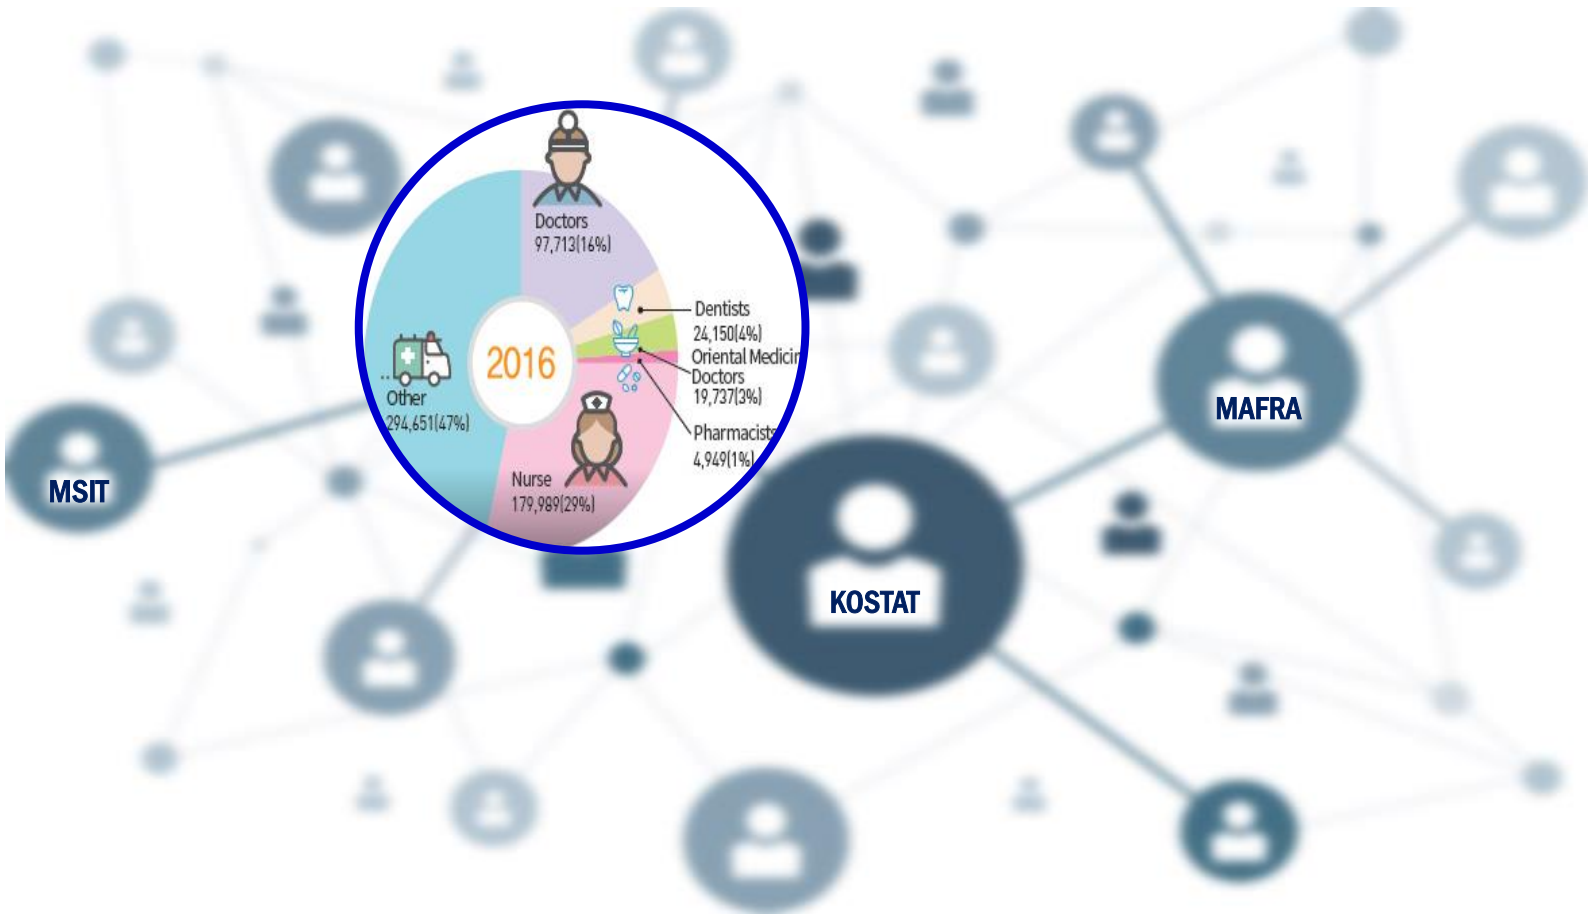 Doctors
97,713(16%)
Dentists
24,150(4%)
Oriental Medicin
Doctors
19,737(3%)
2016
Other
294,651(47%)
Pharmacists
4,949(1%)
Nurse
179,989(29%)
MAFRA
MSIT
KOSTAT